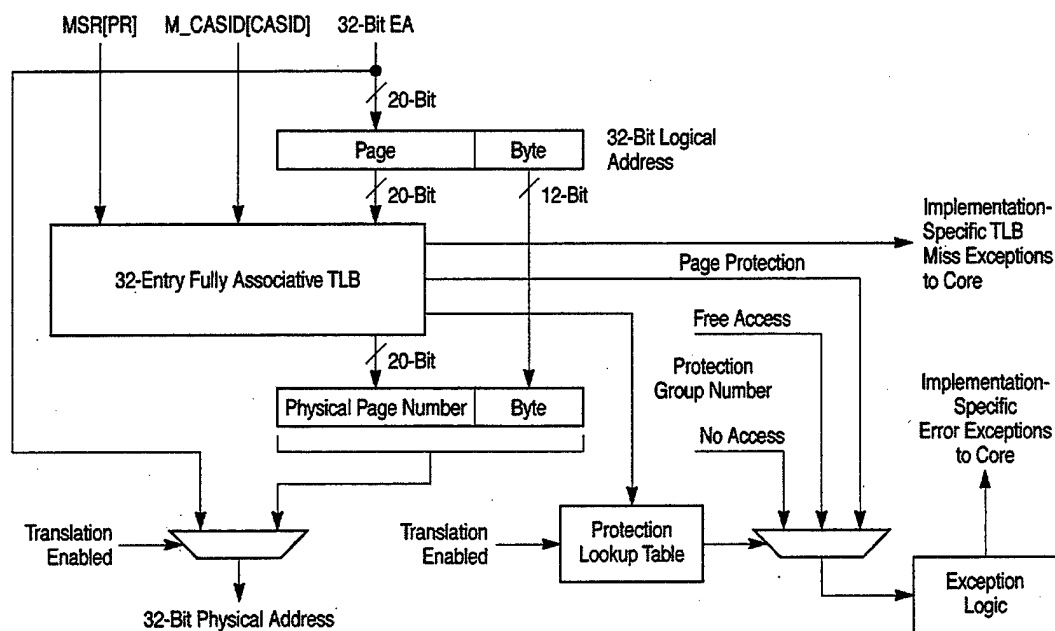 MSR[PR]
M_CASID[CASID]
32-Bit EA
20-Bit
Page
Byte
32-Bit Logical
Address
20-Bit
12-Bit
32-Entry Fully Associative TLB
Implementation-
Specific TLB
Miss Exceptions
to Core
Page Protection
Free Access
20-Bit
Protection
Group Number
Physical Page Number
Byte
No Access
Implementation-
Specific
Error Exceptions
to Core
Translation
Enabled
Translation
Enabled
Protection
Lookup Table
Exception
Logic
32-Bit Physical Address